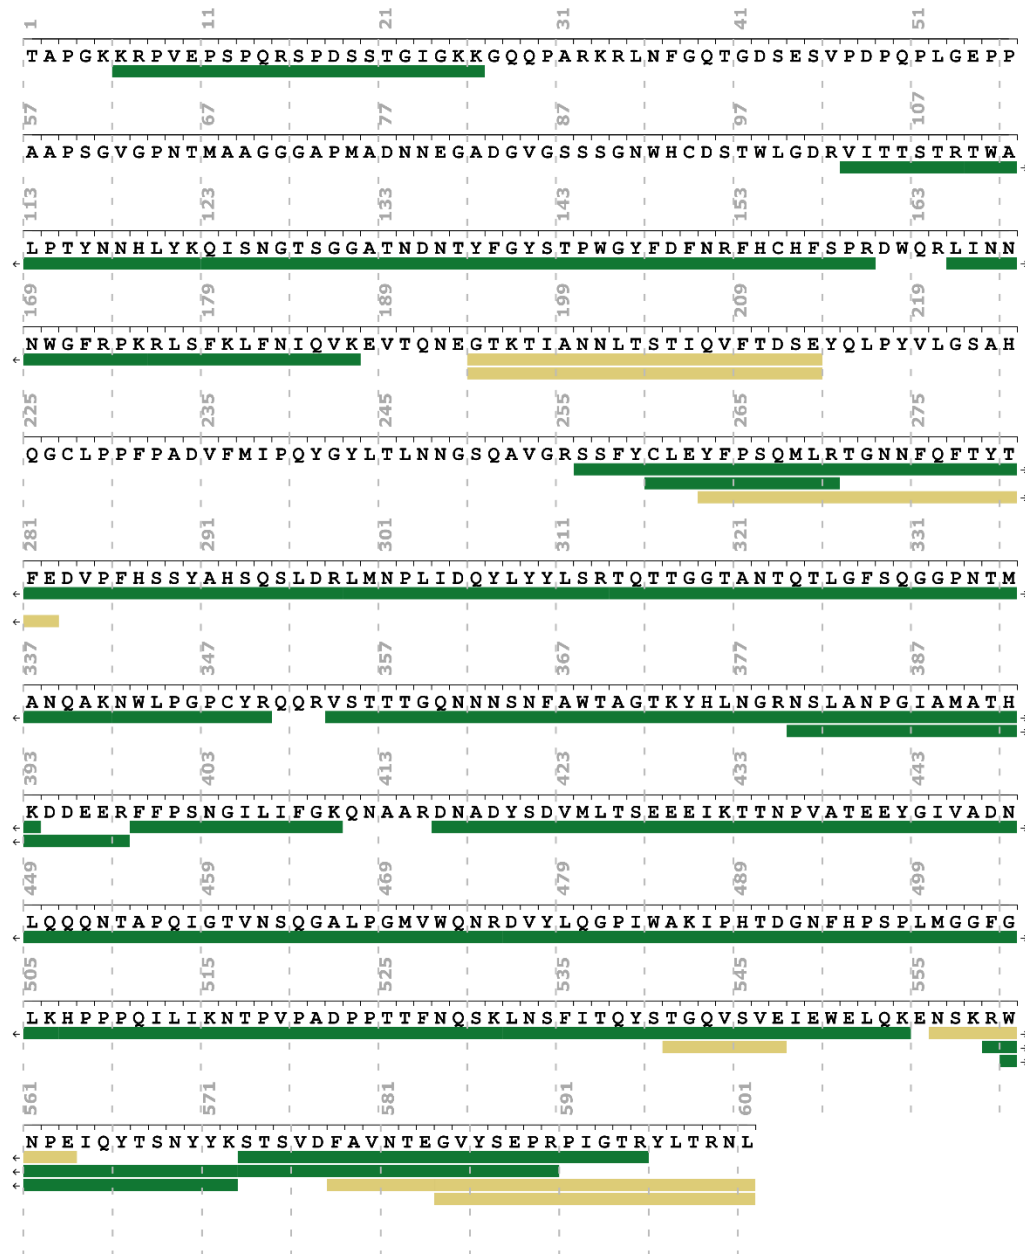 1 11 21 31 41 51
TAPGKKRPVEPSPQRSPDSSTGIGKKGQQPARKRLNFGQTGDSESVPDPQPLGEPP
57 67 77 87 97 107
AAPSGVGPNTMAAGGGAPMADNNEGADGVGSSSGNWHCDSTWLGDRVITTSTRTWA
113 123 133 143 153 163
LPTYNNHLYKQISNGTSGGATNDNTYFGYSTPWGYFDFNRFHCHFSPRDWQRLINN
169 179 189 199 209 219
NWGFRPKRLSFKLFNIQVKEVTQNEGTKTIANNLTSTIQVFTDSEYQLPYVLGSAH
225 235 245 255 265 275
QGCLPPFPADVFMIPQYGYLTLNNGSQAVGRSSFYCLEYFPSQMLRTGNNFQFTYT
281 291 301 311 321 331
FEDVPFHSSYAHSQSLDRLMNPLIDQYLYYLSRTQTTGGTANTQTLGFSQGGPNTM
337 347 357 367 377 387
ANQAKNWLPGPCYRQQRVSTTTGQNNNSNFAWTAGTKYHLNGRNSLANPGIAMATH
393 403 413 423 433 443
KDDEERFFPSNGILIFGKQNAARDNADYSDVMLTSEEEIKTTNPVATEEYGIVADN
449 459 469 479 489 499
LQQQNTAPQIGTVNSQGALPGMVWQNRDVYLQGPIWAKIPHTDGNFHPSPLMGGFG
505 515 525 535 545 555
LKHPPPQILIKNTPVPADPPTTFNQSKLNSFITQYSTGQVSVEIEWELQKENSKRW
561 571 581 591 601
NPEIQYTSNYYKSTSVDFAVNTEGVYSEPRPIGTRYLTRNL